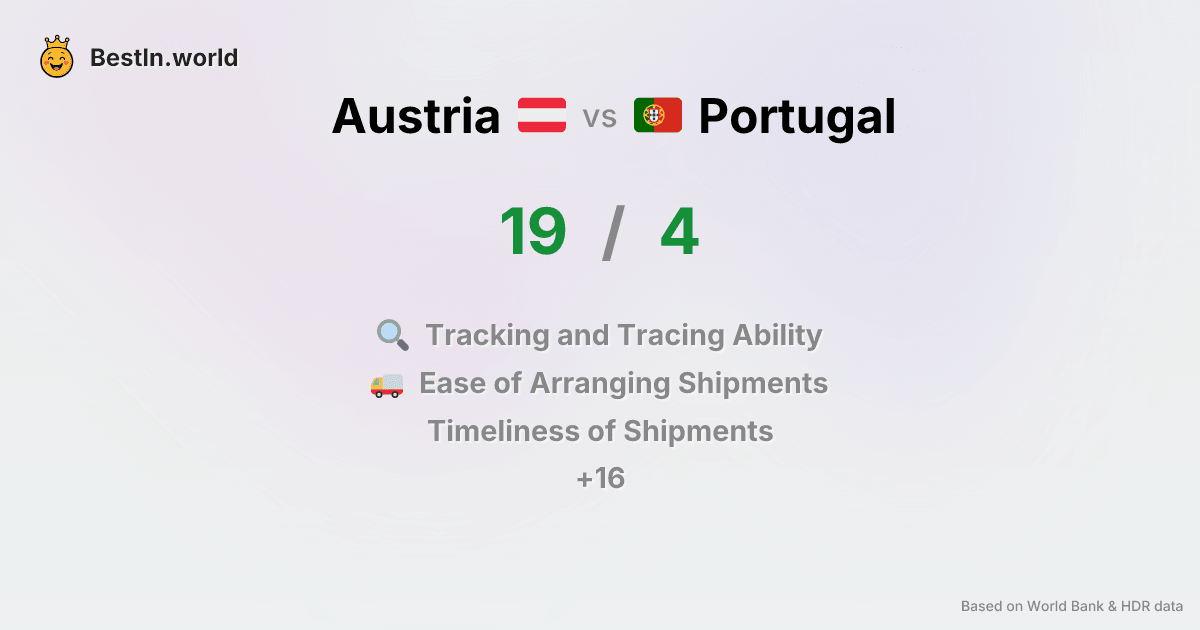 BestIn.world
Austria vs Portugal
19 / 4
Tracking and Tracing Ability
Ease of Arranging Shipments
Timeliness of Shipments
+16
Based on World Bank & HDR data